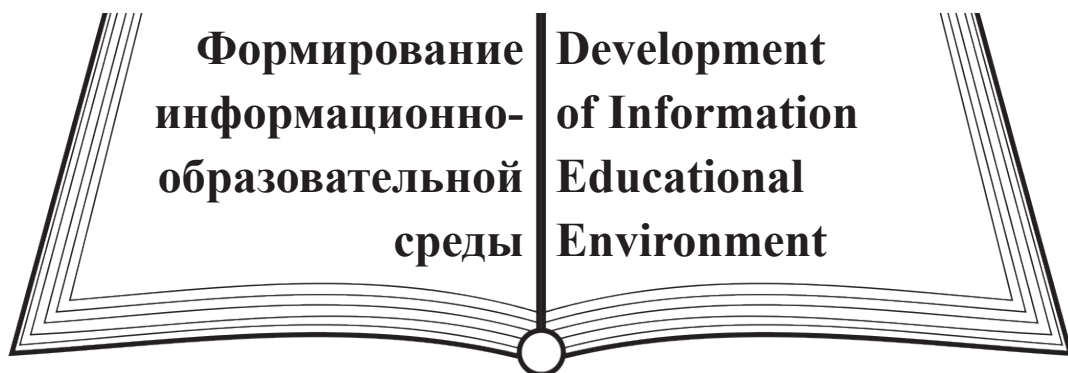 Формирование
информационно-
образовательной
среды
Development
of Information
Educational
Environment